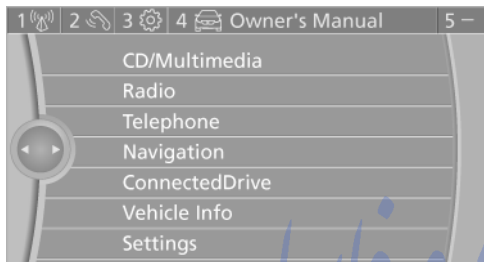 1 2 3 4 Owner's Manual 5
CD/Multimedia
Radio
Telephone
Navigation
ConnectedDrive
Vehicle Info
Settings